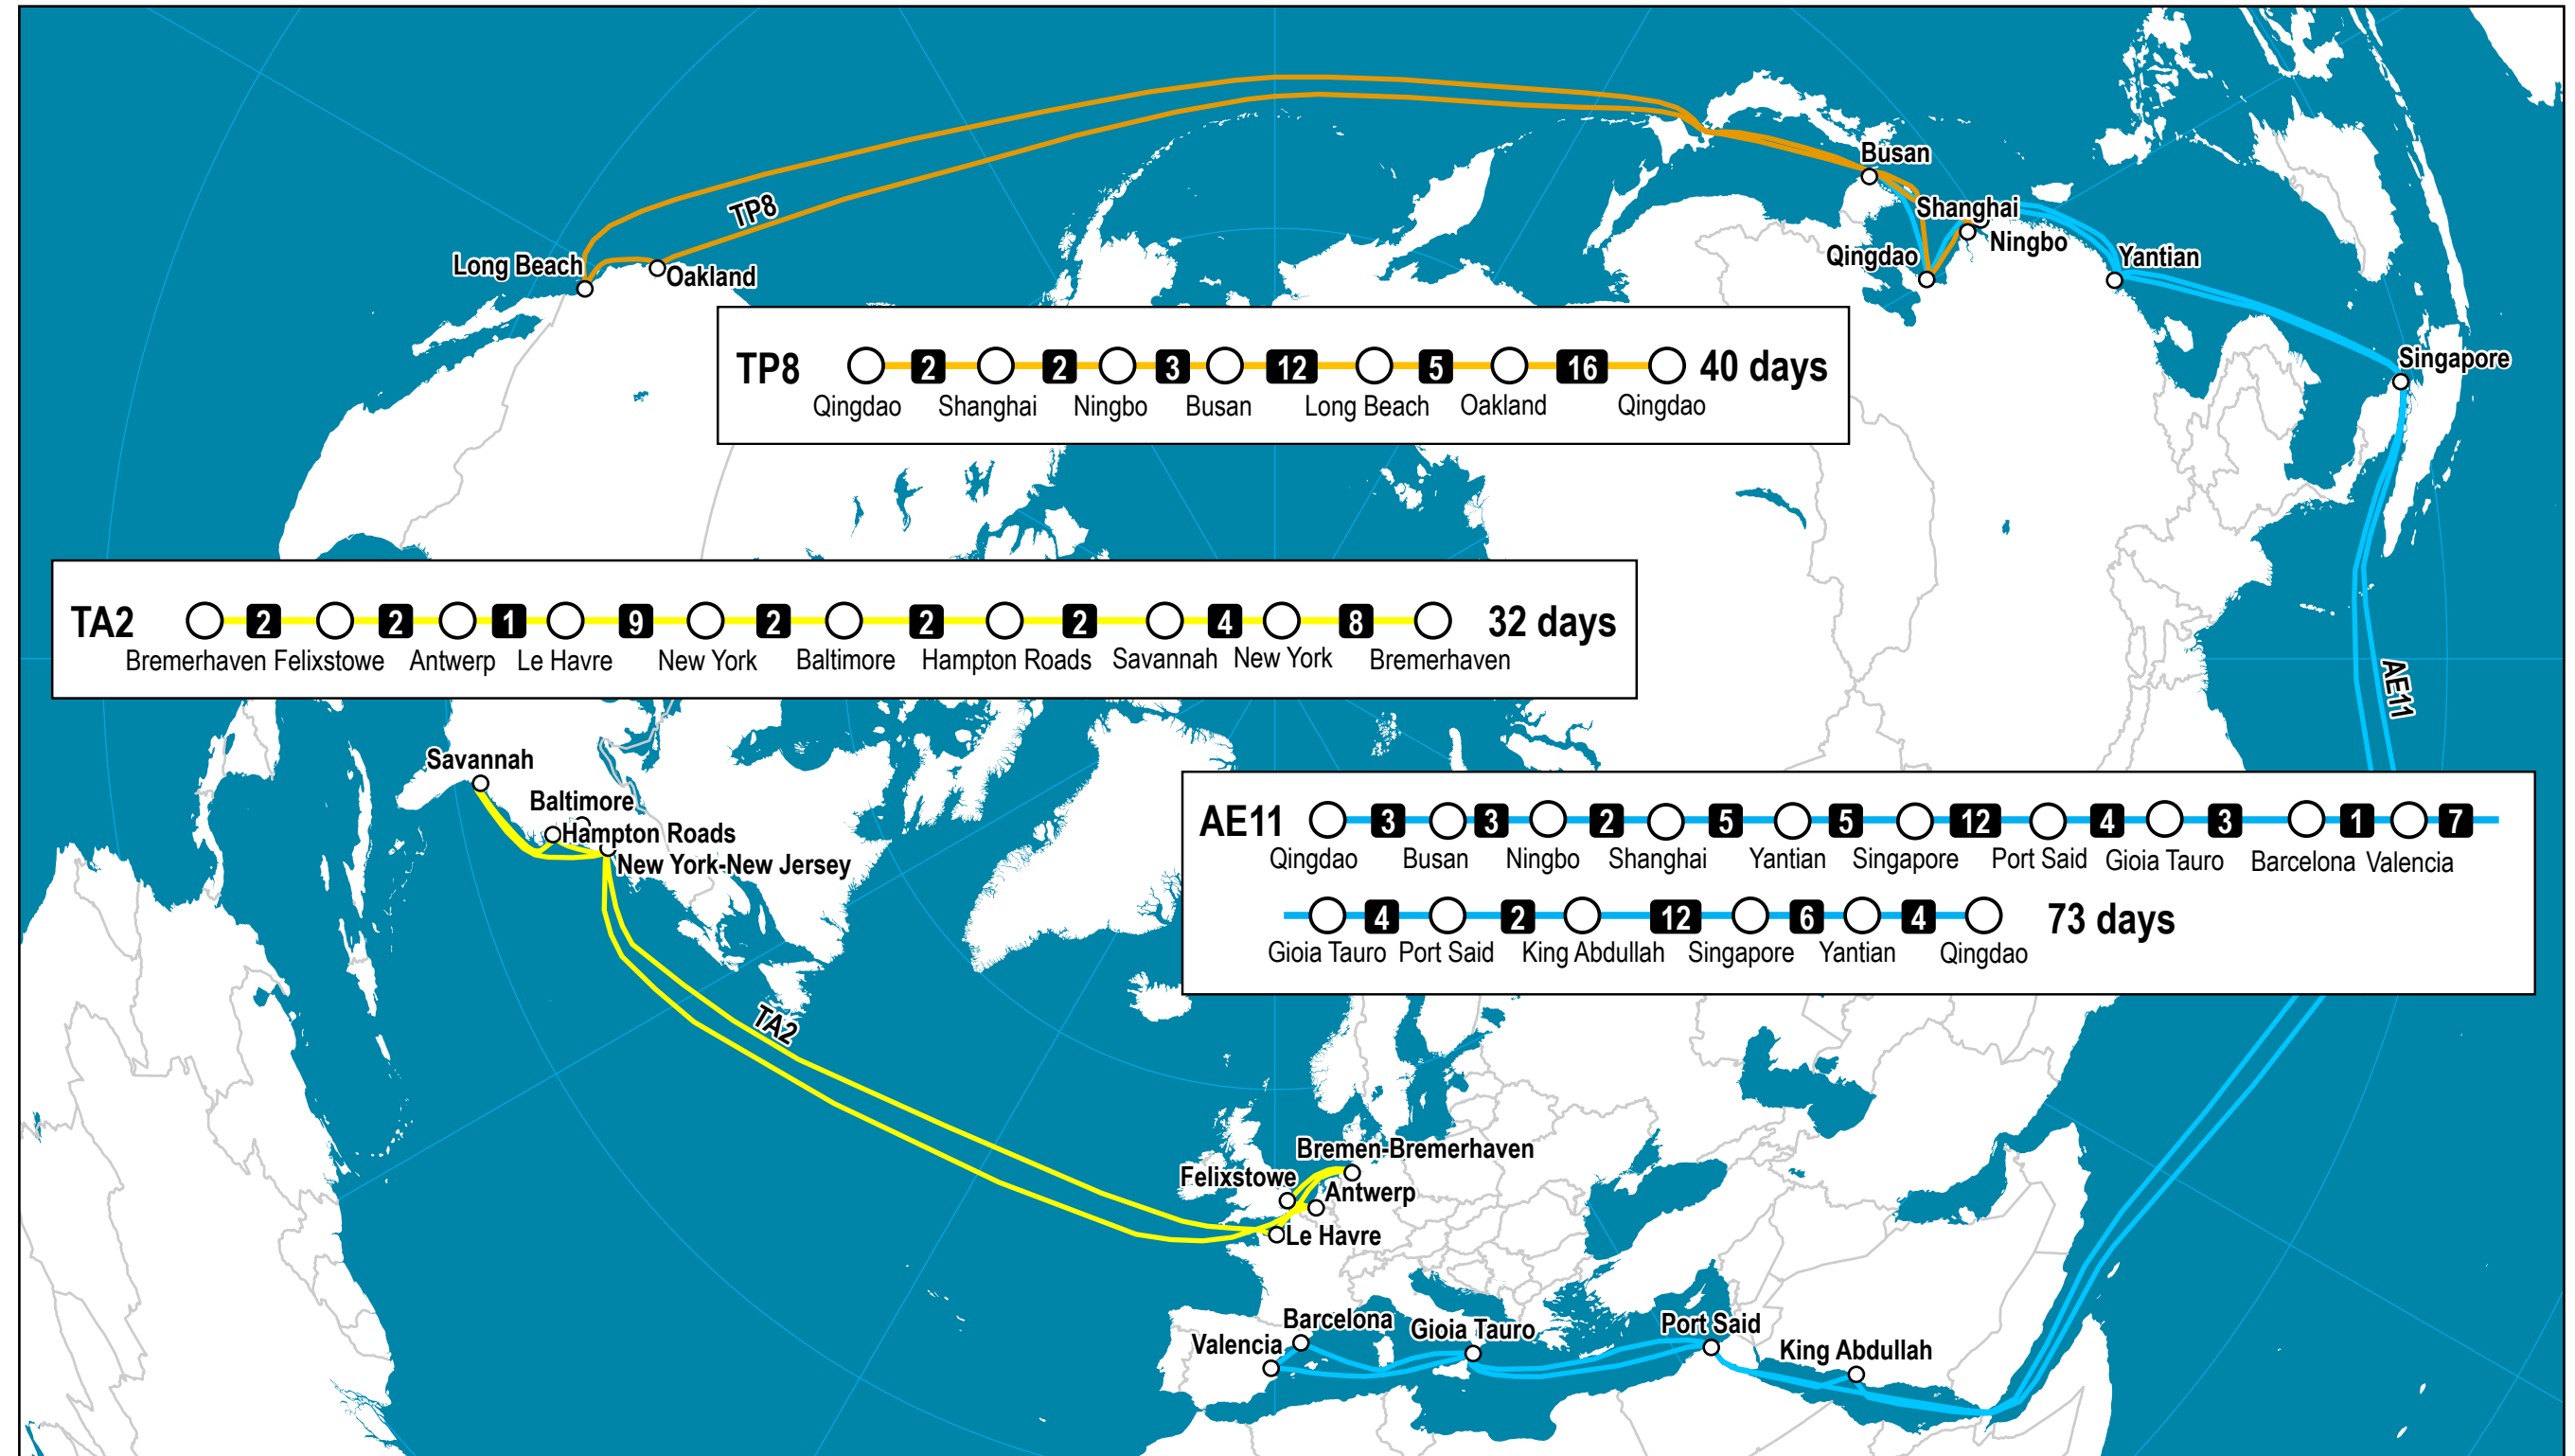 Busan
Shanghai
TP8
Ningbo
Long Beach
Qingdao
Yantian
Oakland
Singapore
TP8 2 2 3 12 5 16 40 days
Qingdao Shanghai Ningbo Busan Long Beach Oakland Qingdao
TA2 2 2 1 9 2 2 2 4 8 32 days
Bremerhaven Felixstowe Antwerp Le Havre New York Baltimore Hampton Roads Savannah New York Bremerhaven
AE11
Savannah
Baltimore
Hampton Roads
New York-New Jersey
AE11 3 3 2 5 5 12 4 3 1 7
Qingdao Busan Ningbo Shanghai Yantian Singapore Port Said Gioia Tauro Barcelona Valencia
4 2 12 6 4 73 days
Gioia Tauro Port Said King Abdullah Singapore Yantian Qingdao
TA2
Bremen-Bremerhaven
Felixstowe
Antwerp
Le Havre
Barcelona
Gioia Tauro
Port Said
Valencia
King Abdullah